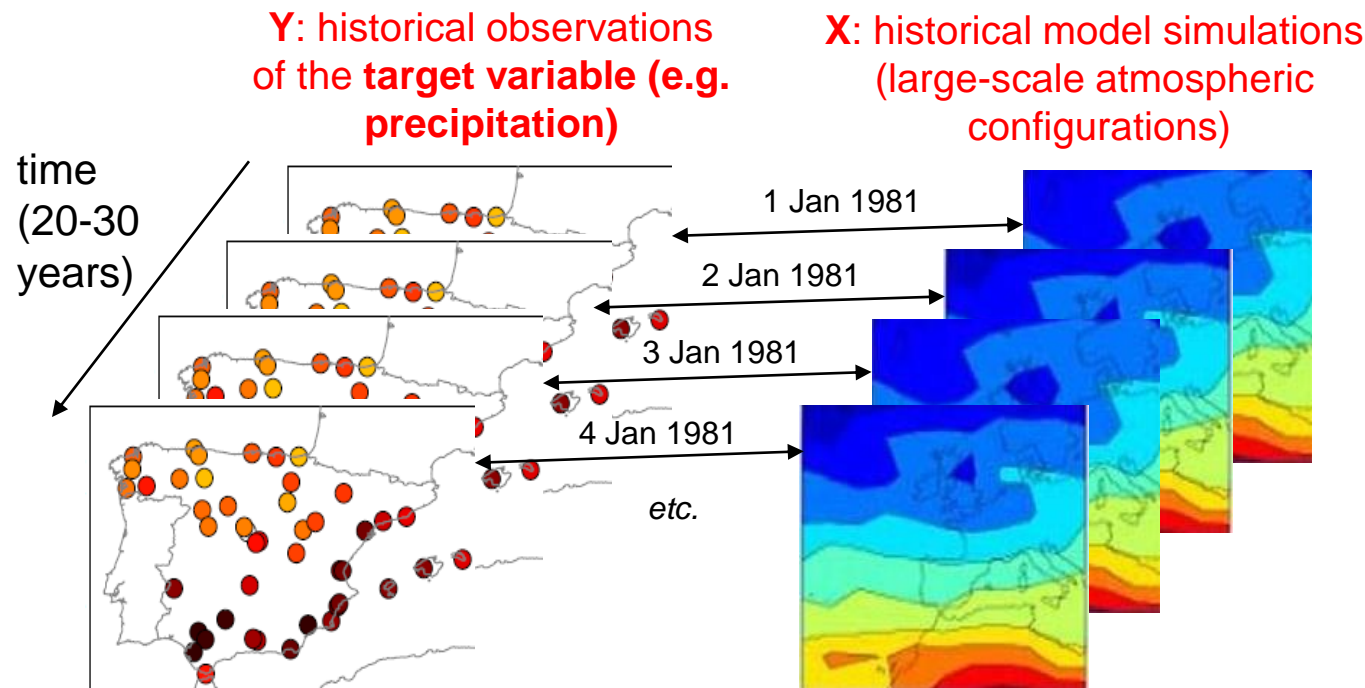 Y: historical observations
of the target variable (e.g.
precipitation)
X: historical model simulations
(large-scale atmospheric
configurations)
time
(20-30
years)
1 Jan 1981
2 Jan 1981
3 Jan 1981
4 Jan 1981
etc.